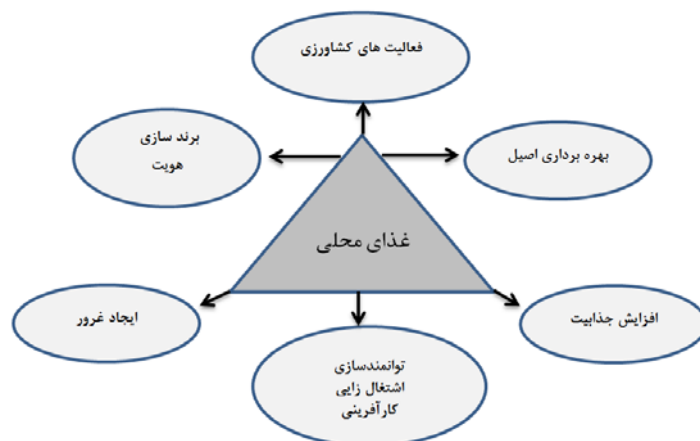 فعالیت های کشاورزی
بهره برداری اصیل
برند سازی
هویت
غذای محلی
افزایش جذابیت
ایجاد غرور
توانمندسازی
اشتغال زایی
کارآفرینی